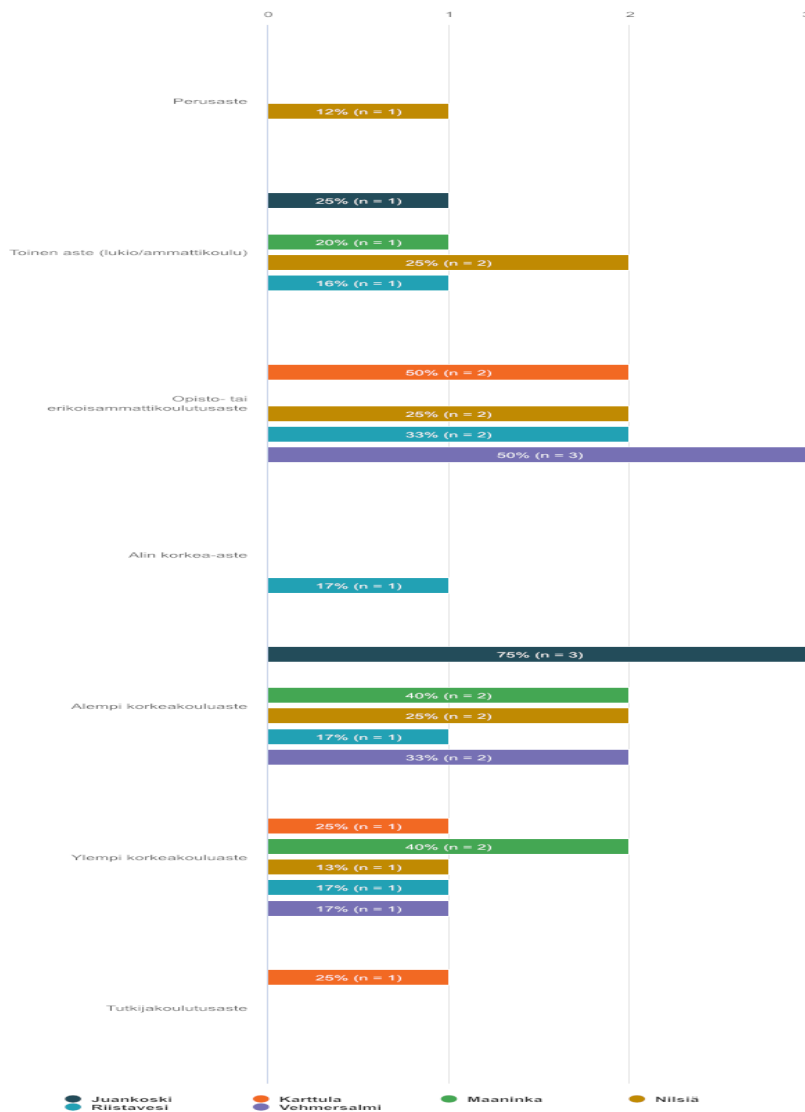 0 1 2 3
Perusaste
12% (n = 1)
25% (n = 1)
20% (n = 1)
Toinen aste (lukio/ammattikoulu)
25% (n = 2)
16% (n = 1)
50% (n = 2)
Opisto- tai
erikoisammattikoulutusaste
25% (n = 2)
33% (n = 2)
50% (n = 3)
Alin korkea-aste
17% (n = 1)
75% (n = 3)
40% (n = 2)
Alempi korkeakouluaste
25% (n = 2)
17% (n = 1)
33% (n = 2)
25% (n = 1)
40% (n = 2)
Ylempi korkeakouluaste
13% (n = 1)
17% (n = 1)
17% (n = 1)
25% (n = 1)
Tutkijakoulutusaste
Juankoski Karttula Maaninka Nilsiä
Riistavesi Vehmersalmi